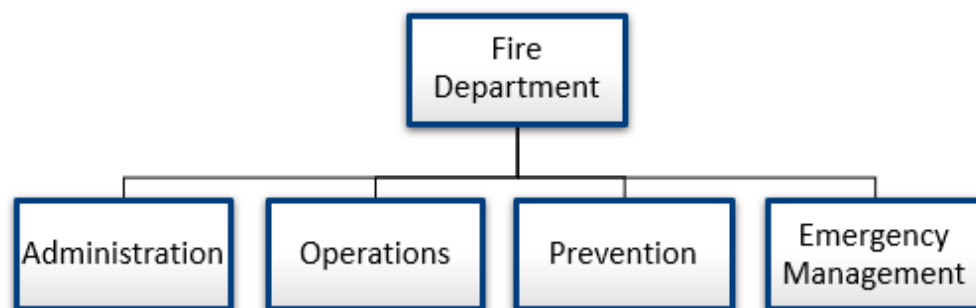 Fire
Department
Administration
Operations
Prevention
Emergency
Management